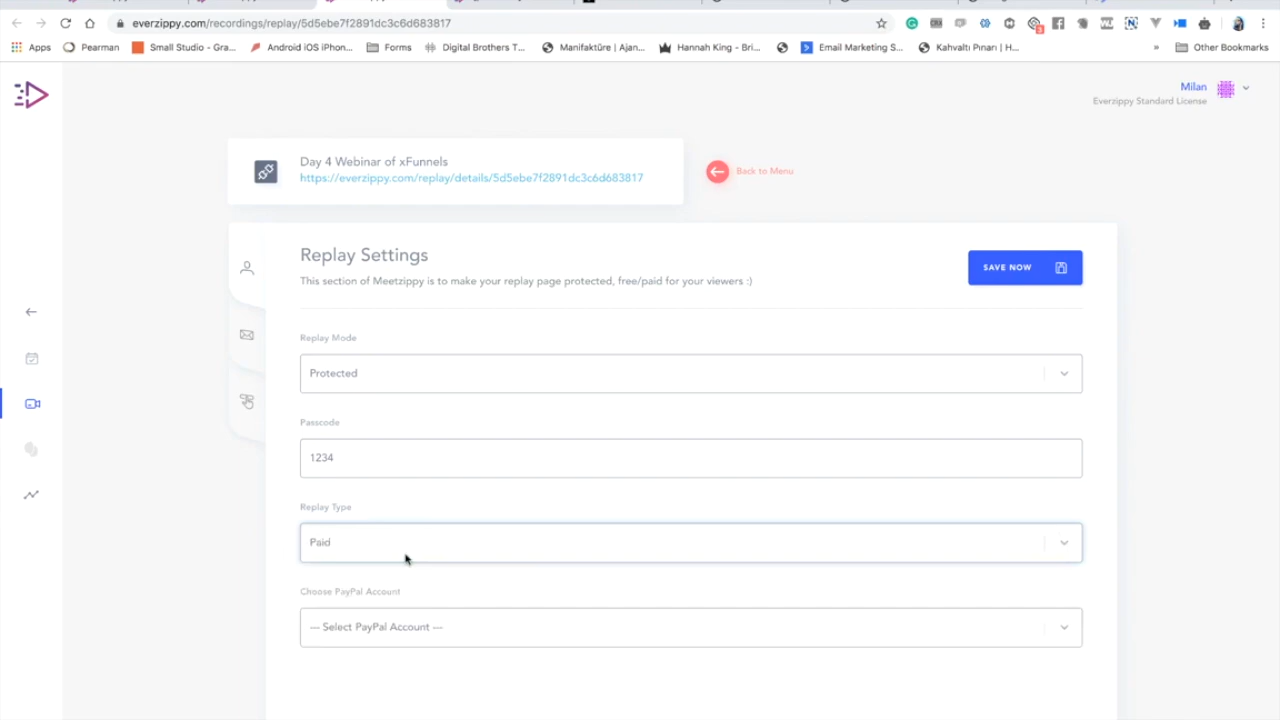 everzippy.com/recordings/replay/5d5ebe7f2891dc3c6d683817
3
Apps Pearman Small Studio - Gra... Android iOS iPhon... Forms Digital Brothers T... Manifaktüre | Ajan... Hannah King - Bri... Email Marketing S... Kahvaltı Pınarı | H... » Other Bookmarks
Milan
Everzippy Standard License
Day 4 Webinar of xFunnels
https://everzippy.com/replay/details/5d5ebe7f2891dc3c6d683817
Back to Menu
Replay Settings
This section of Meetzippy is to make your replay page protected, free/paid for your viewers :)
SAVE NOW
Replay Mode
Protected
Passcode
1234
Replay Type
Paid
Choose PayPal Account
--- Select PayPal Account ---